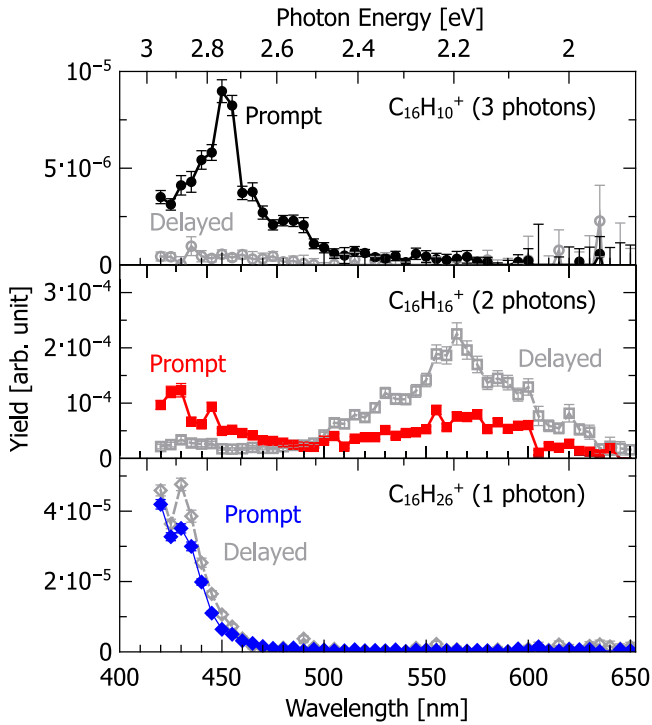 Photon Energy [eV]
3 2.8 2.6 2.4 2.2 2
10⁻⁵
Prompt
C₁₆H₁₀⁺ (3 photons)
5·10⁻⁶
Delayed
0
3·10⁻⁴
C₁₆H₁₆⁺ (2 photons)
2·10⁻⁴
Prompt
Delayed
10⁻⁴
0
Yield [arb. unit]
C₁₆H₂₆⁺ (1 photon)
4·10⁻⁵
Prompt
Delayed
2·10⁻⁵
0
400 450 500 550 600 650
Wavelength [nm]